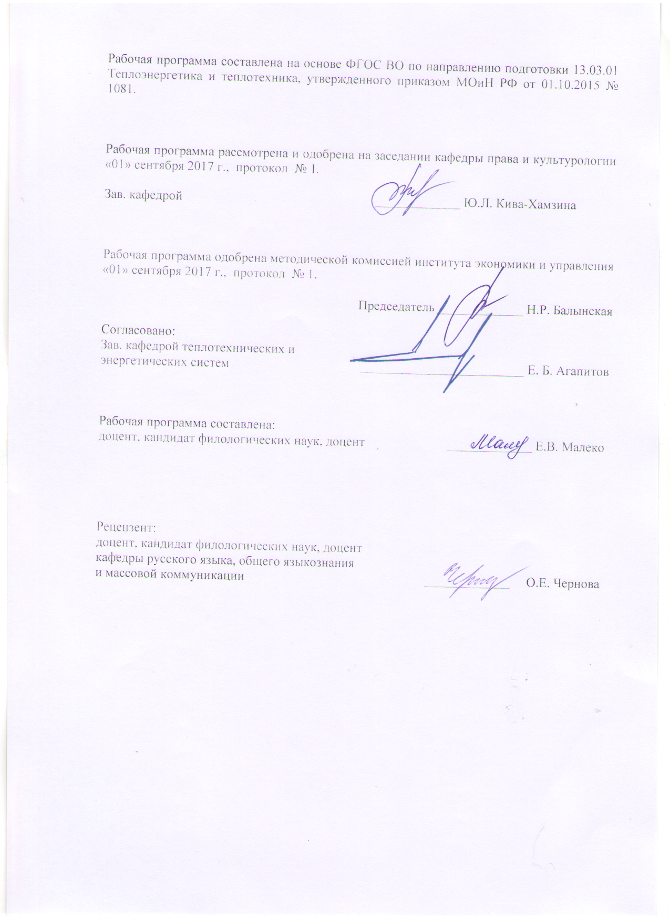 Рабочая программа составлена на основе ФГОС ВО по направлению подготовки 13.03.01
Теплоэнергетика и теплотехника, утвержденного приказом МОиН РФ от 01.10.2015 №
1081.
Рабочая программа рассмотрена и одобрена на заседании кафедры права и культурологии
«01» сентября 2017 г., протокол № 1.
Зав. кафедрой Ю.Л. Кива-Хамзина
Рабочая программа одобрена методической комиссией института экономики и управления
«01» сентября 2017 г., протокол № 1.
Председатель Н.Р. Балынская
Согласовано:
Зав. кафедрой теплотехнических и
энергетических систем Е. Б. Агапитов
Рабочая программа составлена:
доцент, кандидат филологических наук, доцент Е.В. Малеко
Рецензент:
доцент, кандидат филологических наук, доцент
кафедры русского языка, общего языкознания
и массовой коммуникации О.Е. Чернова